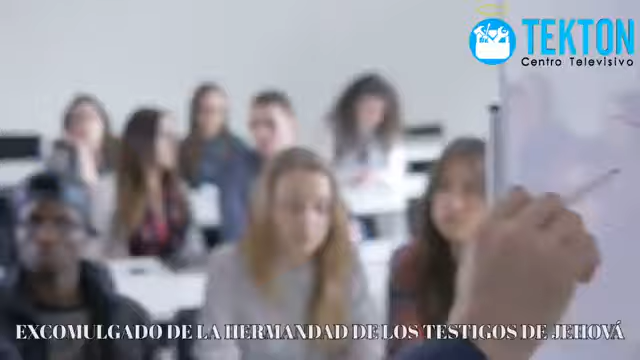 TEKTON
Centro Televisivo
EXCOMULGADO DE LA HERMANDAD DE LOS TESTIGOS DE JEHOVÁ